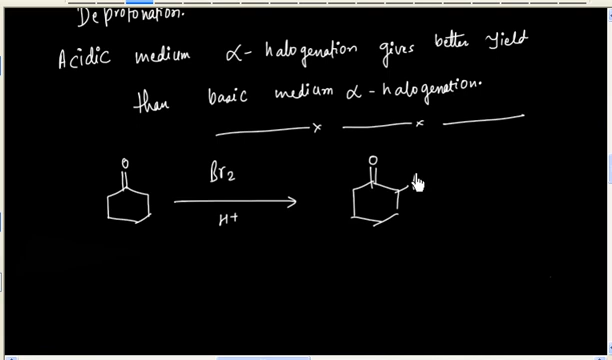 Deprotonation.
Acidic medium α- halogenation gives better yield
than basic medium α-halogenation.
x x
O Br2 O
H+